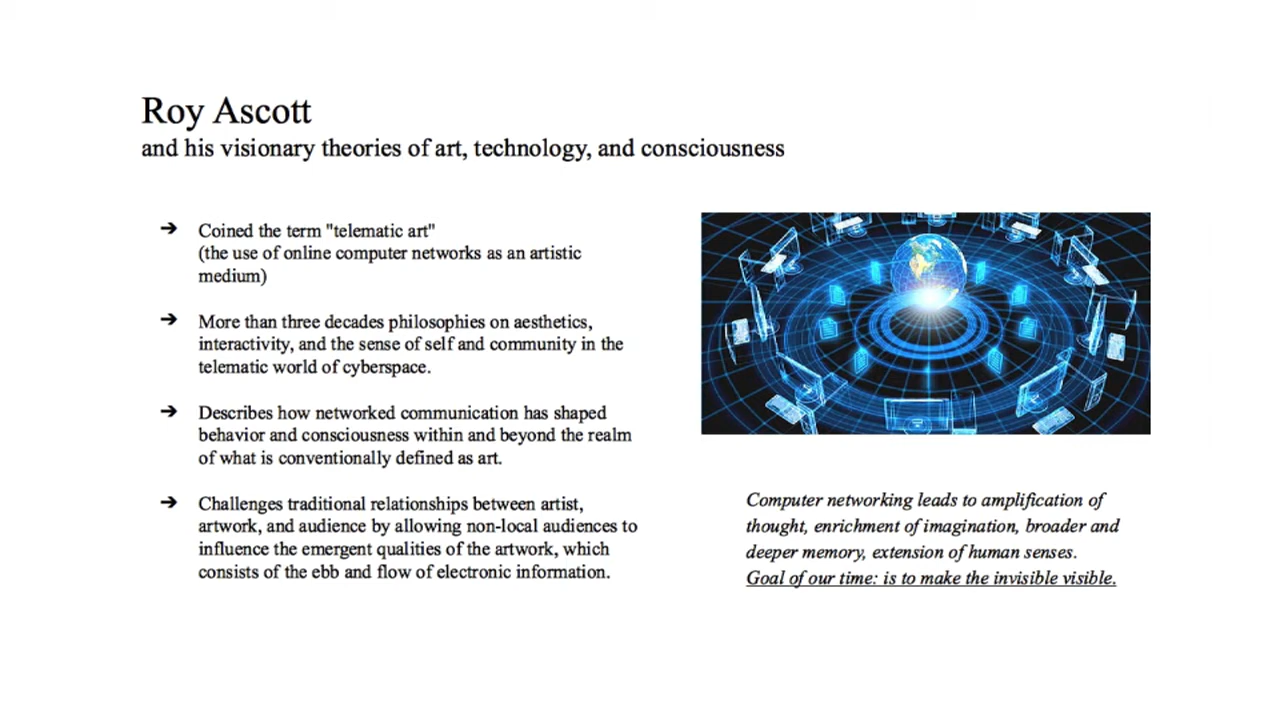 Roy Ascott
and his visionary theories of art, technology, and consciousness
➔ Coined the term "telematic art"
(the use of online computer networks as an artistic
medium)
➔ More than three decades philosophies on aesthetics,
interactivity, and the sense of self and community in the
telematic world of cyberspace.
➔ Describes how networked communication has shaped
behavior and consciousness within and beyond the realm
of what is conventionally defined as art.
➔ Challenges traditional relationships between artist,
artwork, and audience by allowing non-local audiences to
influence the emergent qualities of the artwork, which
consists of the ebb and flow of electronic information.
Computer networking leads to amplification of
thought, enrichment of imagination, broader and
deeper memory, extension of human senses.
Goal of our time: is to make the invisible visible.